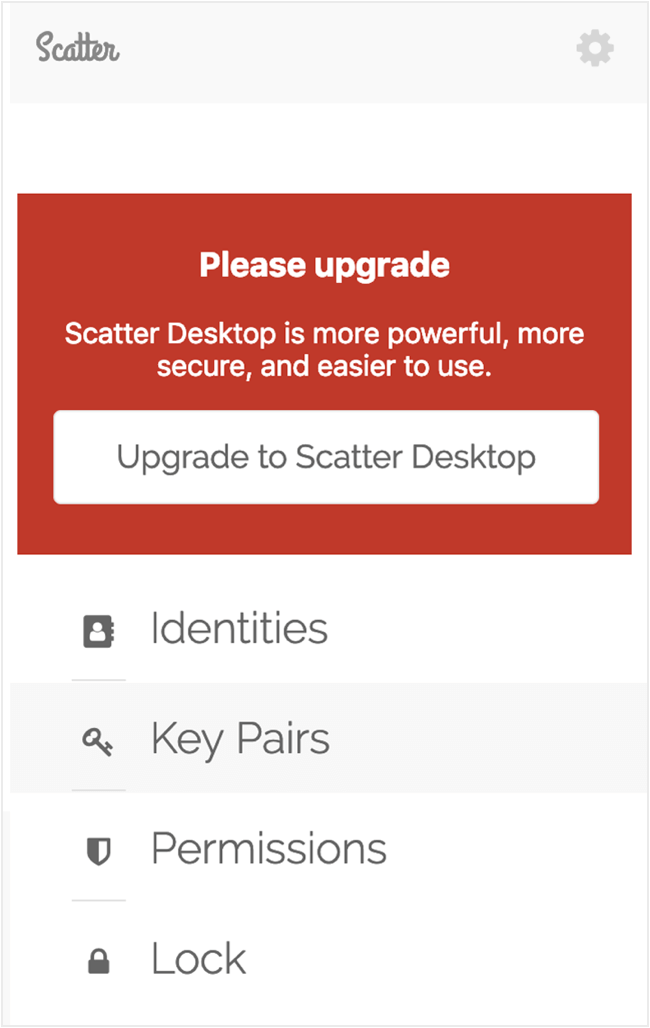 Scatter
Please upgrade
Scatter Desktop is more powerful, more
secure, and easier to use.
Upgrade to Scatter Desktop
Identities
Key Pairs
Permissions
Lock